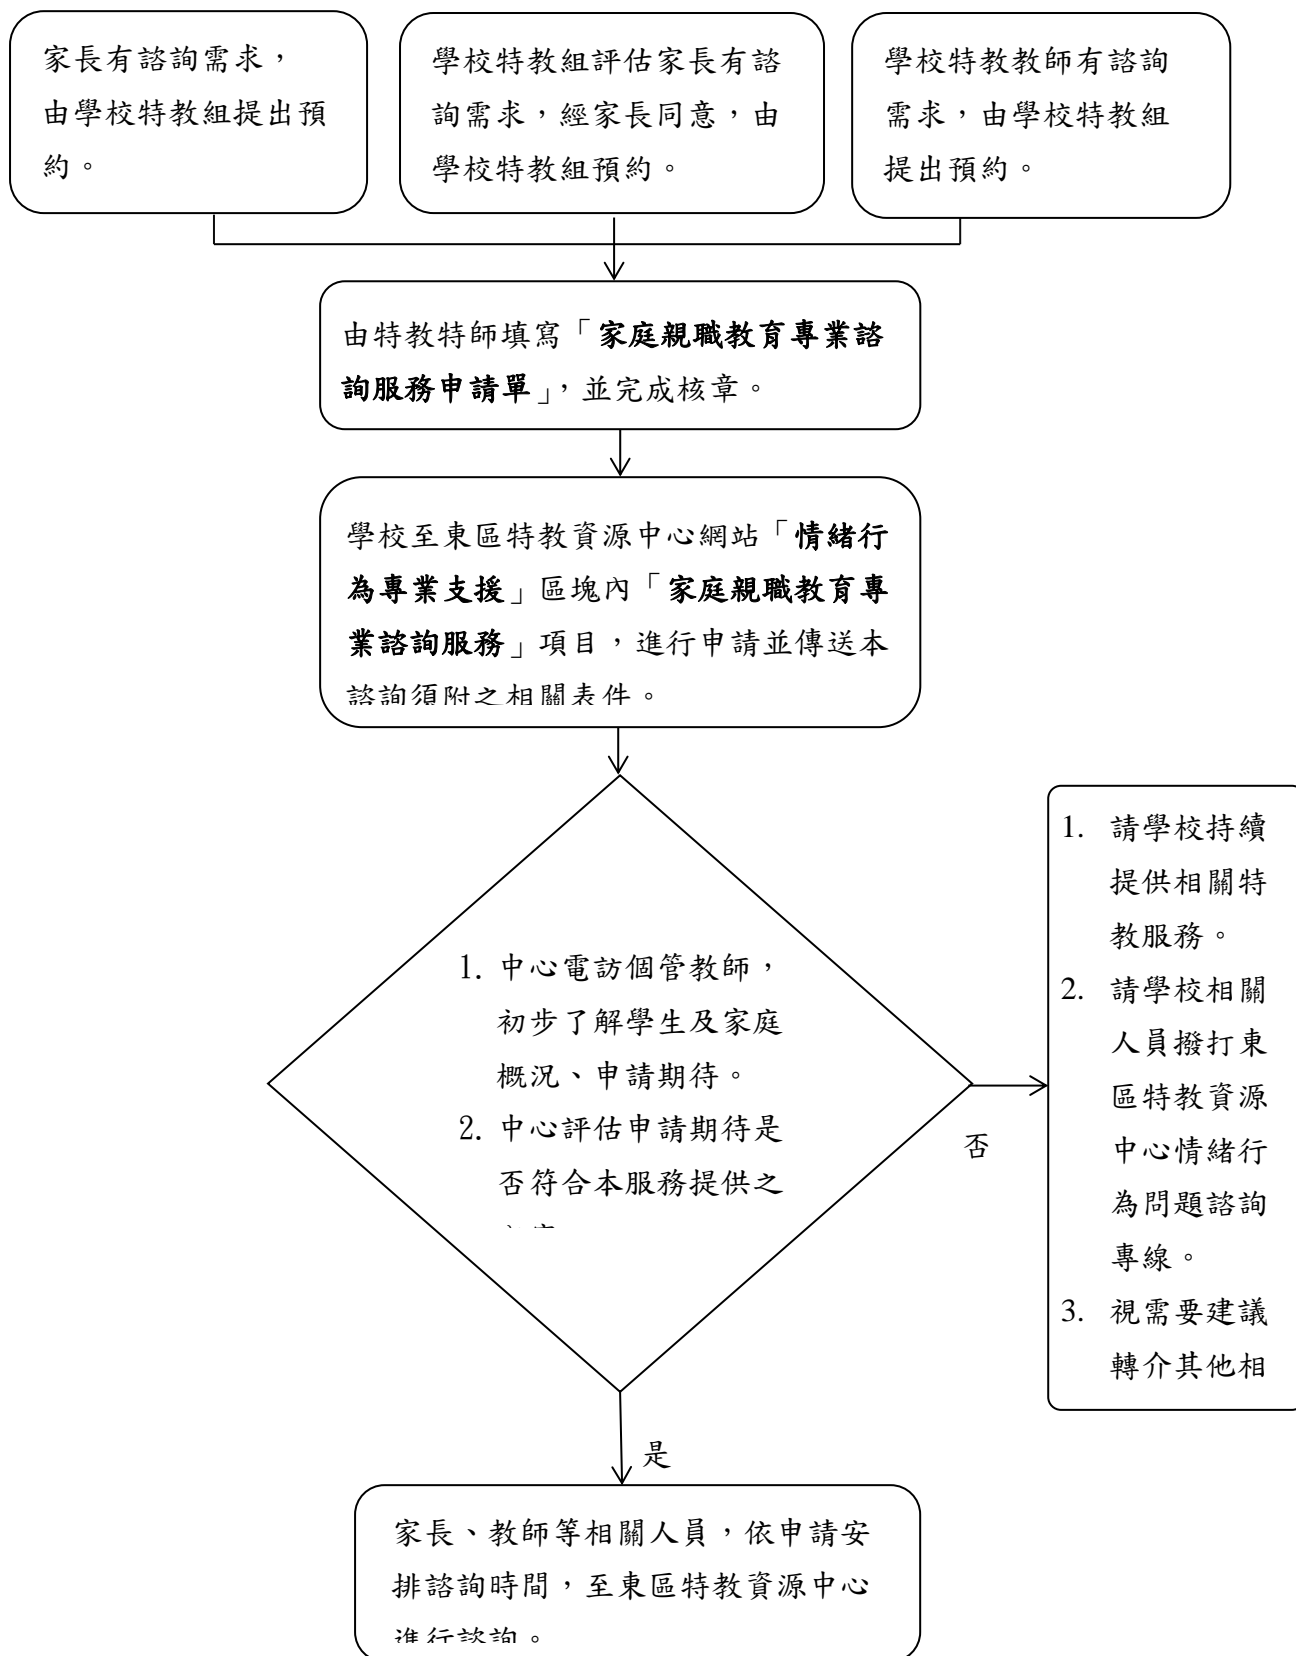 家長有諮詢需求，
由學校特教組提出預
約。
學校特教組評估家長有諮
詢需求，經家長同意，由
學校特教組預約。
學校特教教師有諮詢
需求，由學校特教組
提出預約。
由特教特師填寫「家庭親職教育專業諮
詢服務申請單」，並完成核章。
學校至東區特教資源中心網站「情緒行
為專業支援」區塊內「家庭親職教育專
業諮詢服務」項目，進行申請並傳送本
諮詢須附之相關表件。
1. 中心電訪個管教師，
初步了解學生及家庭
概況、申請期待。
2. 中心評估申請期待是
否符合本服務提供之
否
1. 請學校持續
提供相關特
教服務。
2. 請學校相關
人員撥打東
區特教資源
中心情緒行
為問題諮詢
專線。
3. 視需要建議
轉介其他相
是
家長、教師等相關人員，依申請安
排諮詢時間，至東區特教資源中心
進行諮詢。